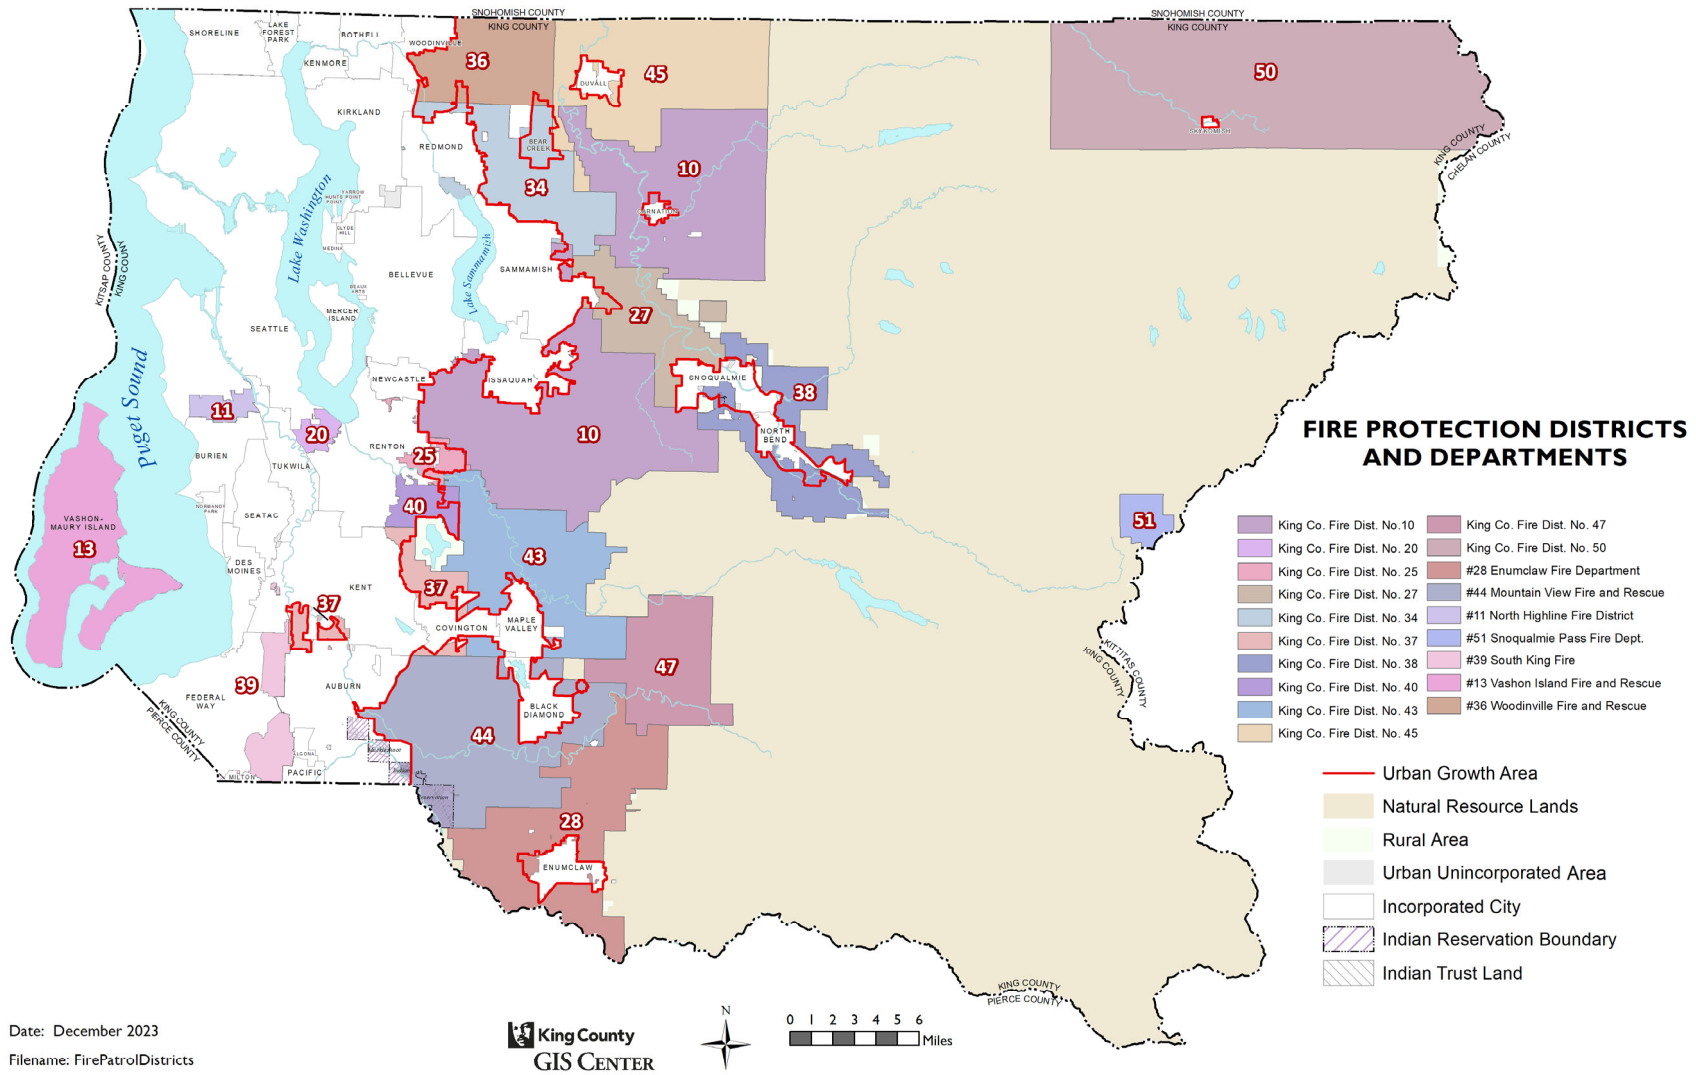 SNOHOMISH COUNTY
KING COUNTY
SNOHOMISH COUNTY
KING COUNTY
SHORELINE
LAKE
FOREST
PARK
BOTHELL
WOODINVILLE
KENMORE
36
45
50
DUVALL
KIRKLAND
SKYKOMISH
KING COUNTY
CHELAN COUNTY
REDMOND
BEAR
CREEK
10
34
YARROW
POINT
HUNTS
POINT
CARNATION
Lake Washington
CLYDE
HILL
MEDINA
KITSAP COUNTY
KING COUNTY
BELLEVUE
SAMMAMISH
Lake Sammamish
BEAUX
ARTS
MERCER
ISLAND
27
SEATTLE
Puget Sound
NEWCASTLE
ISSAQUAH
SNOQUALMIE
38
11
20
10
NORTH
BEND
RENTON
25
BURIEN
TUKWILA
FIRE PROTECTION DISTRICTS
AND DEPARTMENTS
40
NORMANDY
PARK
SEATAC
VASHON-
MAURY ISLAND
13
51
43
DES
MOINES
KENT
37
37
COVINGTON
MAPLE
VALLEY
47
KITTITAS COUNTY
KING COUNTY
39
FEDERAL
WAY
AUBURN
BLACK
DIAMOND
44
KING COUNTY
PIERCE COUNTY
ALGONA
MILTON
PACIFIC
28
ENUMCLAW
King Co. Fire Dist. No.10
King Co. Fire Dist. No. 20
King Co. Fire Dist. No. 25
King Co. Fire Dist. No. 27
King Co. Fire Dist. No. 34
King Co. Fire Dist. No. 37
King Co. Fire Dist. No. 38
King Co. Fire Dist. No. 40
King Co. Fire Dist. No. 43
King Co. Fire Dist. No. 45
King Co. Fire Dist. No. 47
King Co. Fire Dist. No. 50
#28 Enumclaw Fire Department
#44 Mountain View Fire and Rescue
#11 North Highline Fire District
#51 Snoqualmie Pass Fire Dept.
#39 South King Fire
#13 Vashon Island Fire and Rescue
#36 Woodinville Fire and Rescue
Urban Growth Area
Natural Resource Lands
Rural Area
Urban Unincorporated Area
Incorporated City
Indian Reservation Boundary
Indian Trust Land
KING COUNTY
PIERCE COUNTY
Date: December 2023
Filename: FirePatrolDistricts
King County
GIS CENTER
N
0 1 2 3 4 5 6
Miles